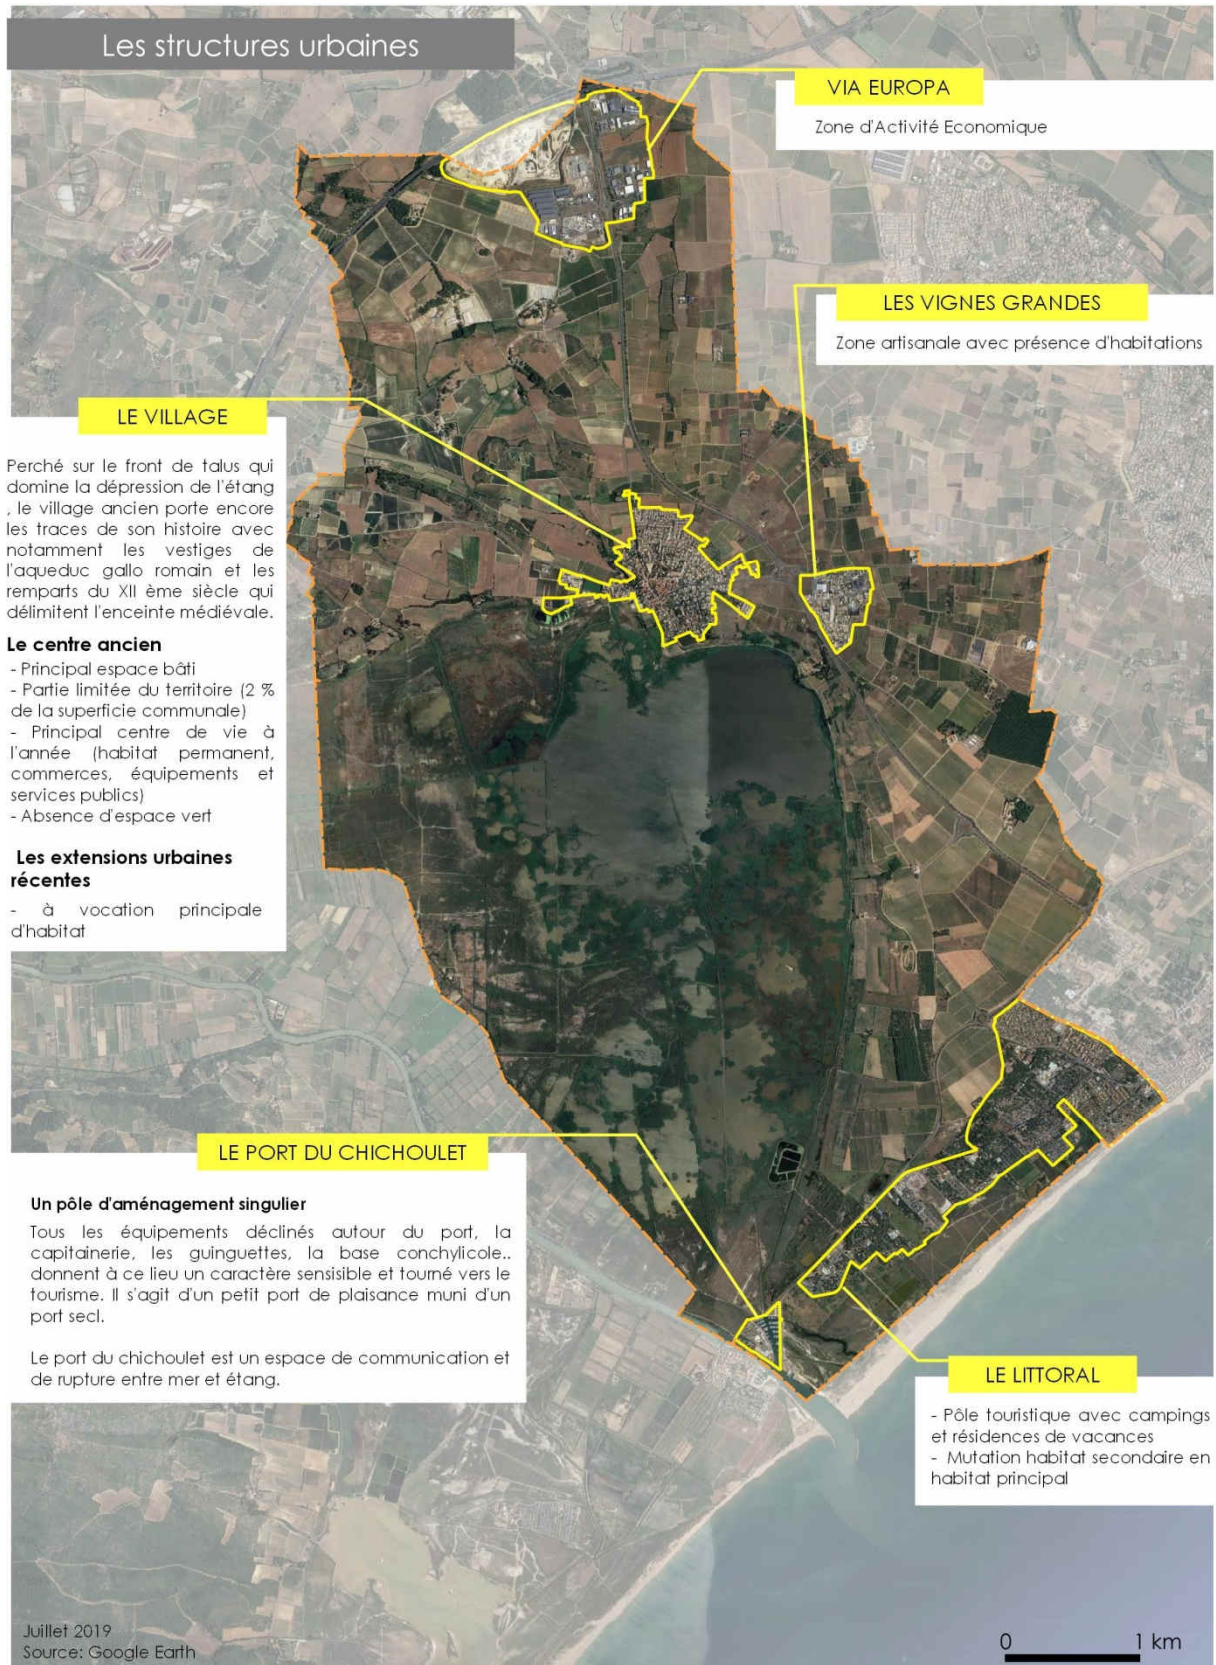 Les structures urbaines
VIA EUROPA
Zone d'Activité Economique
LES VIGNES GRANDES
Zone artisanale avec présence d'habitations
LE VILLAGE
Perché sur le front de talus qui
domine la dépression de l'étang
, le village ancien porte encore
les traces de son histoire avec
notamment les vestiges de
l'aqueduc gallo romain et les
remparts du XII ème siècle qui
délimitent l'enceinte médiévale.
Le centre ancien
- Principal espace bâti
- Partie limitée du territoire (2 %
de la superficie communale)
- Principal centre de vie à
l'année (habitat permanent,
commerces, équipements et
services publics)
- Absence d'espace vert
Les extensions urbaines
récentes
- à vocation principale
d'habitat
LE PORT DU CHICHOULET
Un pôle d'aménagement singulier
Tous les équipements déclinés autour du port, la
capitainerie, les guinguettes, la base conchylicole..
donnent à ce lieu un caractère sensisible et tourné vers le
tourisme. Il s'agit d'un petit port de plaisance muni d'un
port secl.
Le port du chichoulet est un espace de communication et
de rupture entre mer et étang.
LE LITTORAL
- Pôle touristique avec campings
et résidences de vacances
- Mutation habitat secondaire en
habitat principal
Juillet 2019
Source: Google Earth
0 1 km